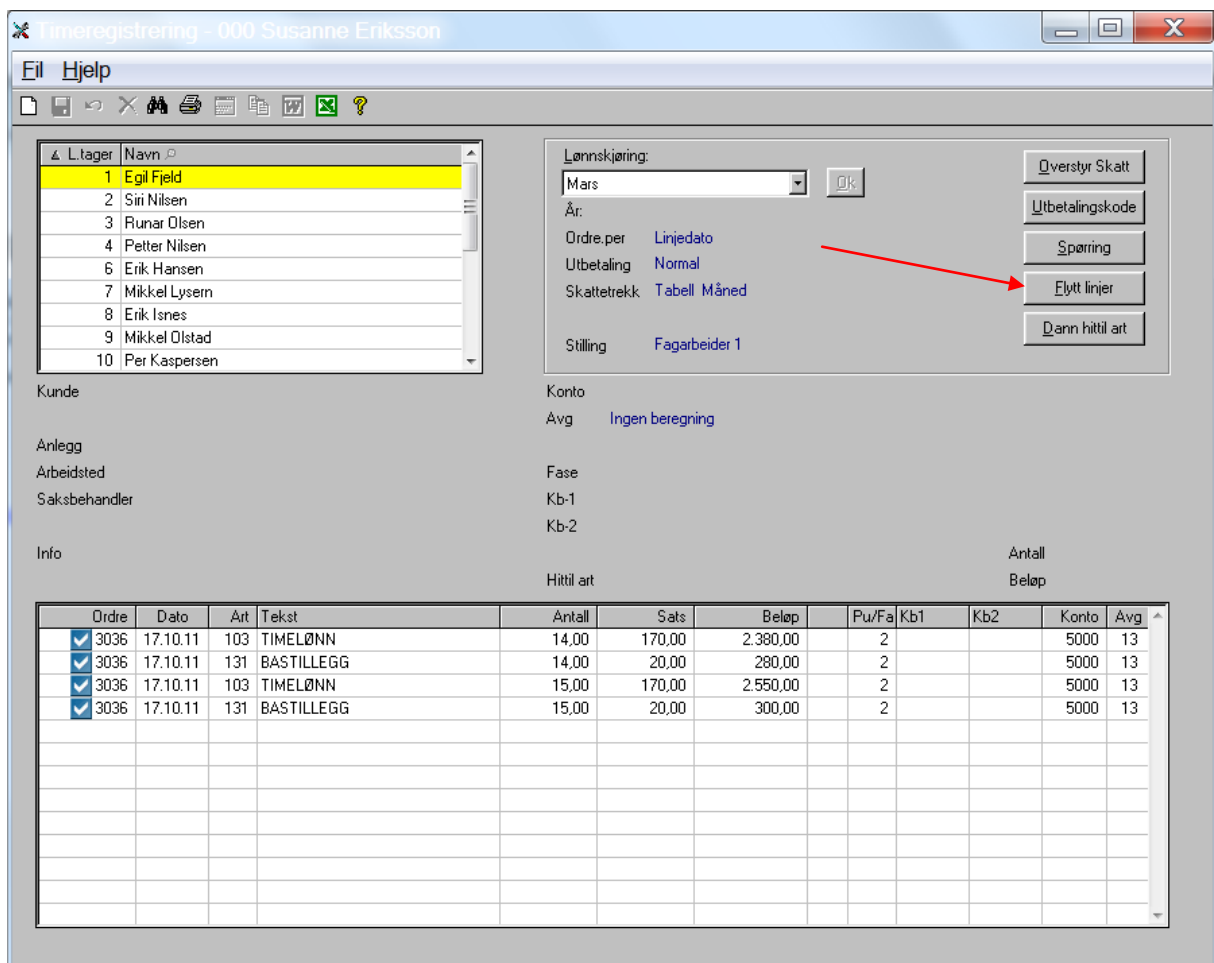 Timeregistrering - 000 Susanne Eriksson
Fil Hjelp
L.tager Navn
1 Egil Fjeld
2 Siri Nilsen
3 Runar Olsen
4 Petter Nilsen
6 Erik Hansen
7 Mikkel Lysern
8 Erik Isnes
9 Mikkel Olstad
10 Per Kaspersen
Lønnskjøring:
Mars Ok
År:
Ordre.per Linjedato
Utbetaling Normal
Skattetrekk Tabell Måned
Stilling Fagarbeider 1
Overstyr Skatt
Utbetalingskode
Spørring
Flytt linjer
Dann hittil art
Kunde Konto
Avg Ingen beregning
Anlegg
Arbeidsted Fase
Saksbehandler Kb-1
Kb-2
Info Antall
Hittil art Beløp
Ordre Dato Art Tekst Antall Sats Beløp Pu/Fa Kb1 Kb2 Konto Avg
3036 17.10.11 103 TIMELØNN 14,00 170,00 2.380,00 2 5000 13
3036 17.10.11 131 BASTILLEGG 14,00 20,00 280,00 2 5000 13
3036 17.10.11 103 TIMELØNN 15,00 170,00 2.550,00 2 5000 13
3036 17.10.11 131 BASTILLEGG 15,00 20,00 300,00 2 5000 13